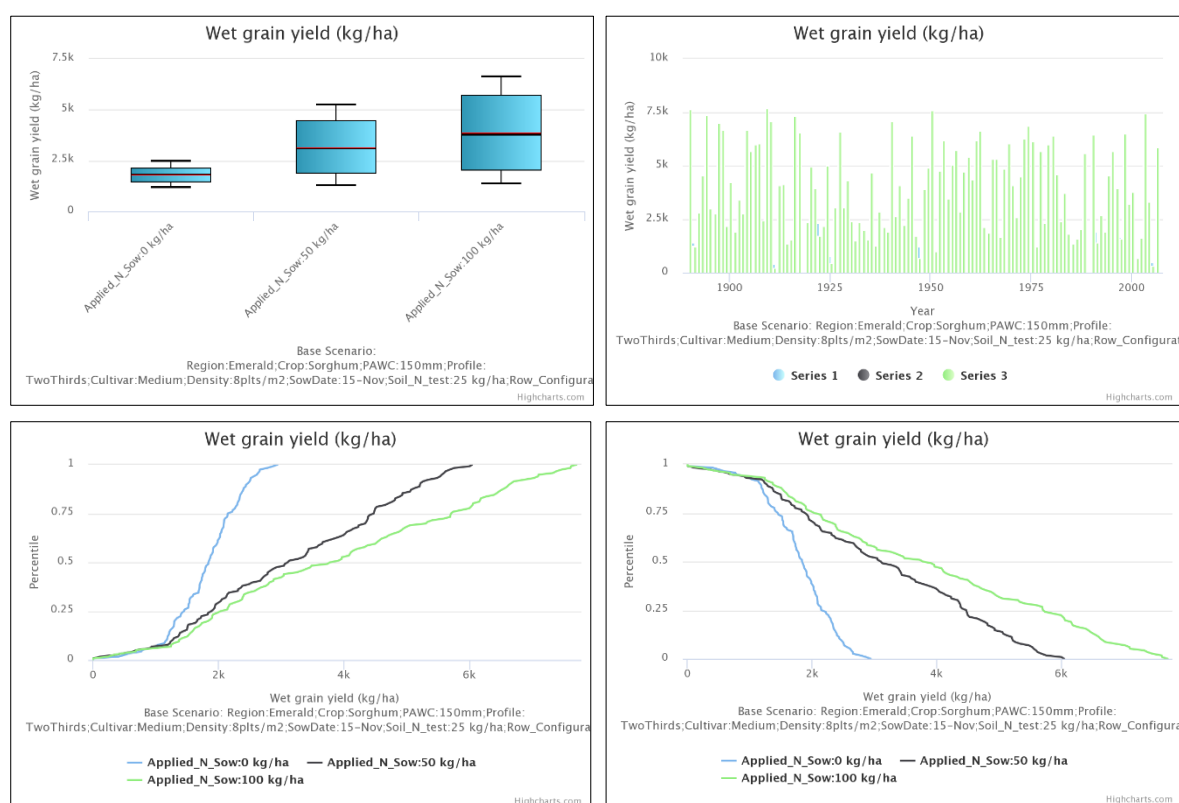 Wet grain yield (kg/ha)
Wet grain yield (kg/ha)
7.5k
5k
2.5k
0
Applied_N_Sow:0 kg/ha
Applied_N_Sow:50 kg/ha
Applied_N_Sow:100 kg/ha
Base Scenario:
Region:Emerald;Crop:Sorghum;PAWC:150mm;Profile:
TwoThirds;Cultivar:Medium;Density:8plts/m2;SowDate:15-Nov;Soil_N_test:25 kg/ha;Row_Configura
Highcharts.com
Wet grain yield (kg/ha)
Wet grain yield (kg/ha)
10k
7.5k
5k
2.5k
0
1900 1925 1950 1975 2000
Year
Base Scenario: Region:Emerald;Crop:Sorghum;PAWC:150mm;Profile:
TwoThirds;Cultivar:Medium;Density:8plts/m2;SowDate:15-Nov;Soil_N_test:25 kg/ha;Row_Configurat
Series 1 Series 2 Series 3
Highcharts.com
Wet grain yield (kg/ha)
Percentile
1
0.75
0.5
0.25
0
0 2k 4k 6k
Wet grain yield (kg/ha)
Base Scenario: Region:Emerald;Crop:Sorghum;PAWC:150mm;Profile:
TwoThirds;Cultivar:Medium;Density:8plts/m2;SowDate:15-Nov;Soil_N_test:25 kg/ha;Row_Configura
Applied_N_Sow:0 kg/ha Applied_N_Sow:50 kg/ha
Applied_N_Sow:100 kg/ha
Highcharts.com
Wet grain yield (kg/ha)
Percentile
1
0.75
0.5
0.25
0
0 2k 4k 6k
Wet grain yield (kg/ha)
Base Scenario: Region:Emerald;Crop:Sorghum;PAWC:150mm;Profile:
TwoThirds;Cultivar:Medium;Density:8plts/m2;SowDate:15-Nov;Soil_N_test:25 kg/ha;Row_Configura
Applied_N_Sow:0 kg/ha Applied_N_Sow:50 kg/ha
Applied_N_Sow:100 kg/ha
Highcharts.com